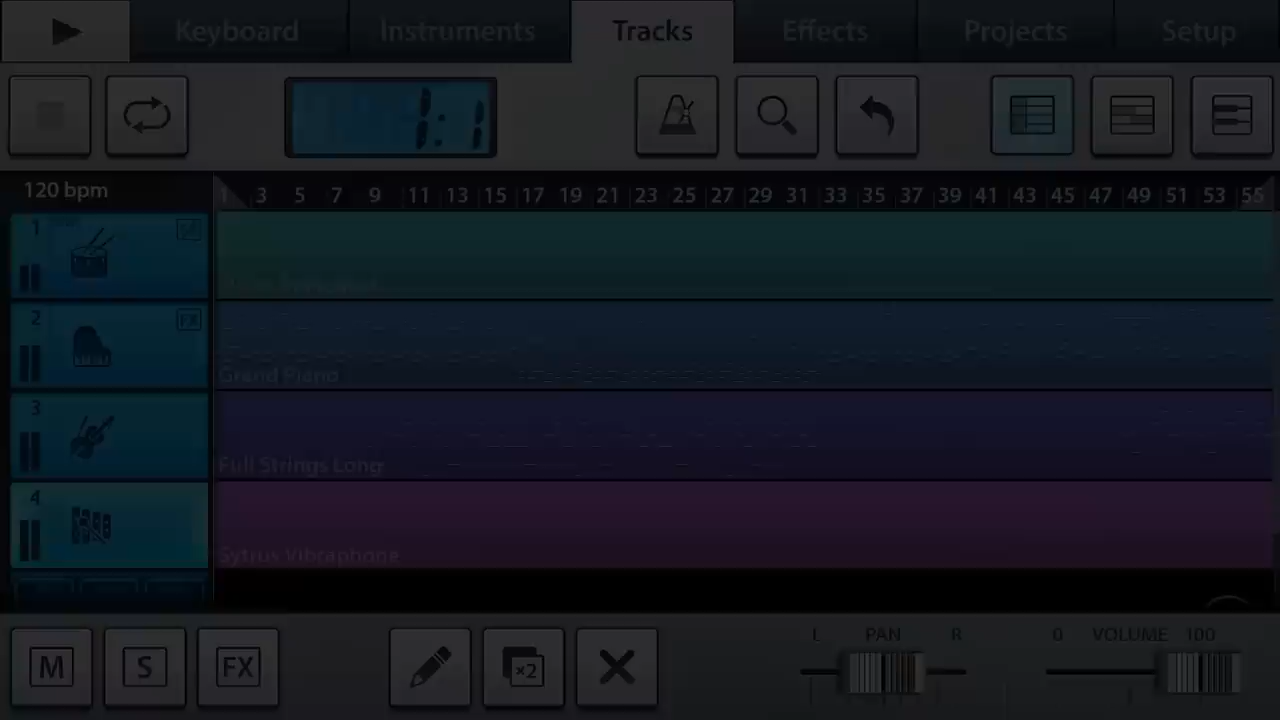 Keyboard Instruments Tracks Effects Projects Setup
1:1
120 bpm
1 3 5 7 9 11 13 15 17 19 21 23 25 27 29 31 33 35 37 39 41 43 45 47 49 51 53 55
1
2 FX
Grand Piano
3
Full Strings Long
4
Sytrus Vibraphone
L PAN R 0 VOLUME 100
M S FX ×2